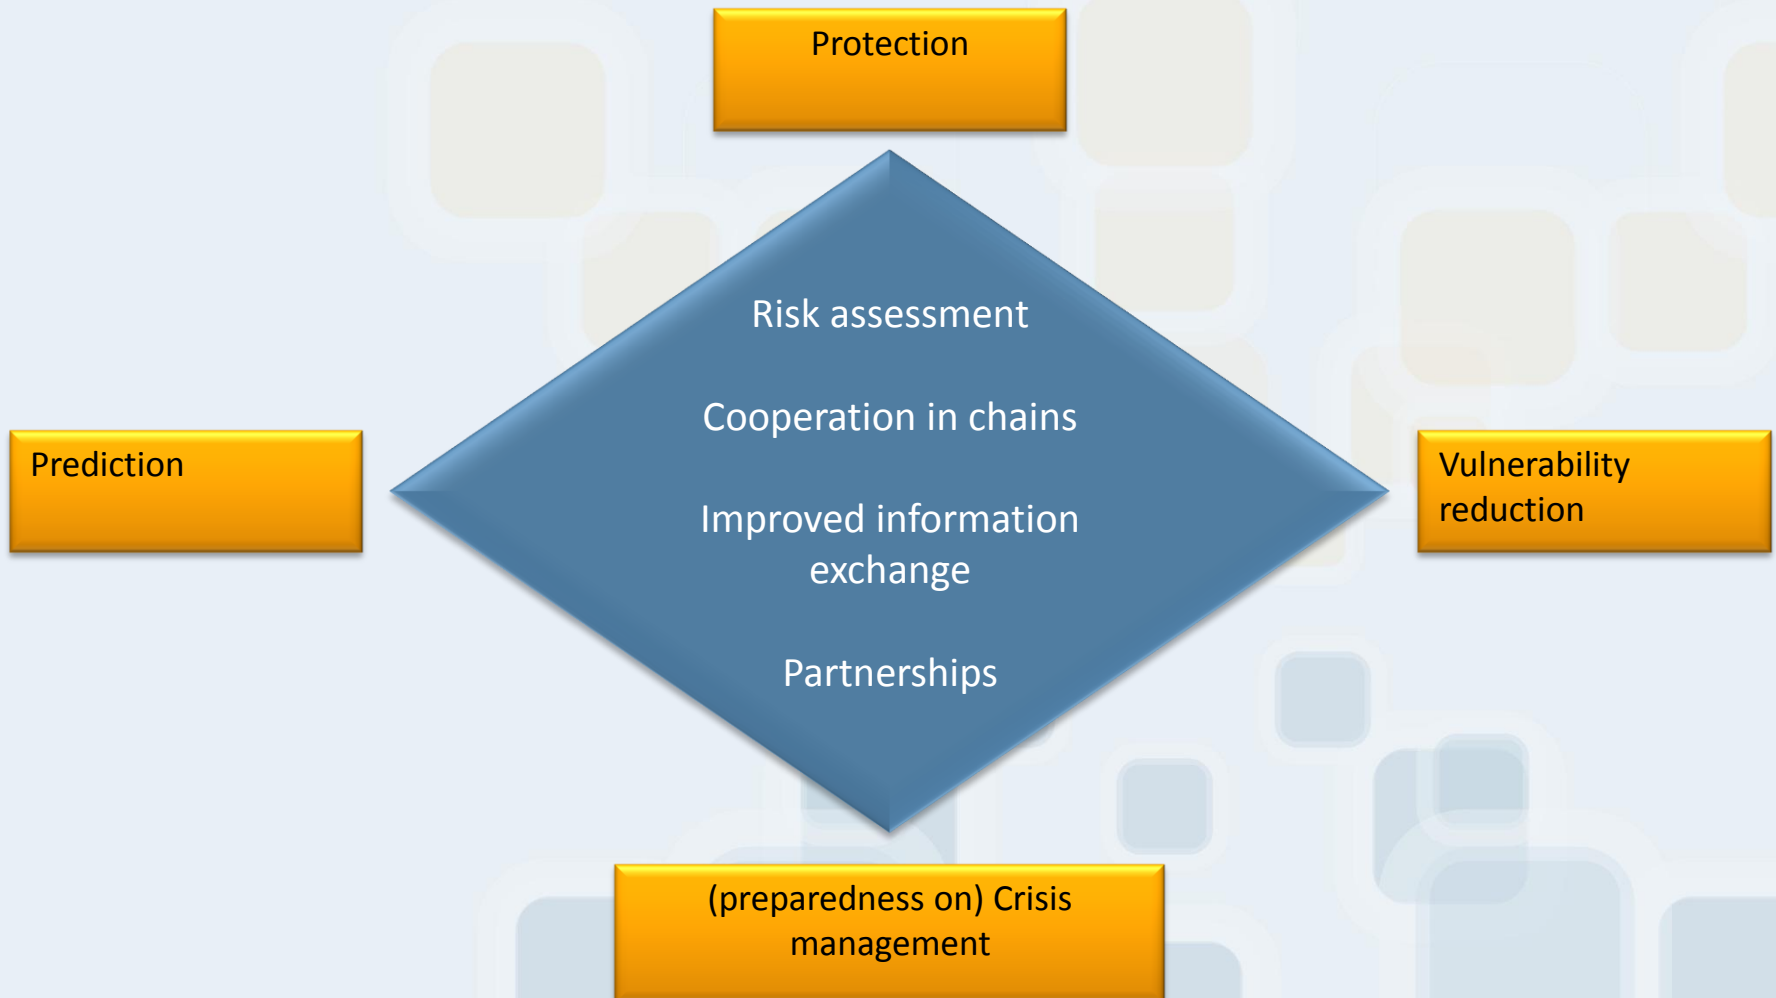 Protection
Risk assessment
Cooperation in chains
Prediction
Vulnerability
reduction
Improved information
exchange
Partnerships
(preparedness on) Crisis
management